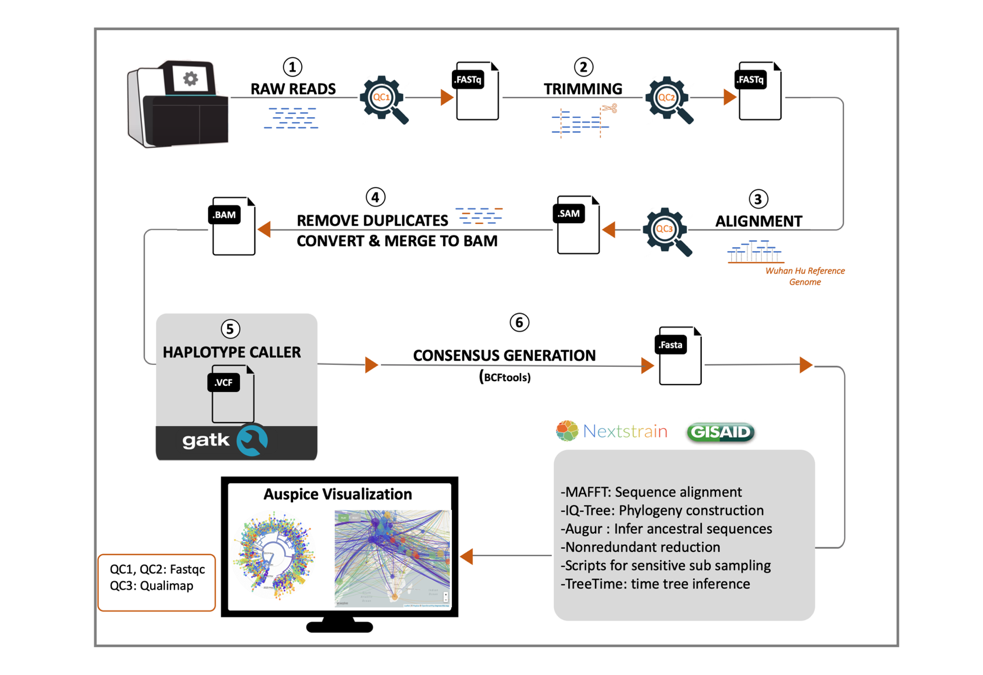 1
RAW READS
QC1
.FASTq
2
TRIMMING
QC2
.FASTq
3
ALIGNMENT
Wuhan Hu Reference
Genome
QC3
.SAM
4
REMOVE DUPLICATES
CONVERT & MERGE TO BAM
.BAM
5
HAPLOTYPE CALLER
.VCF
gatk
6
CONSENSUS GENERATION
(BCFtools)
.Fasta
Nextstrain
GISAID
-MAFFT: Sequence alignment
-IQ-Tree: Phylogeny construction
-Augur : Infer ancestral sequences
-Nonredundant reduction
-Scripts for sensitive sub sampling
-TreeTime: time tree inference
Auspice Visualization
QC1, QC2: Fastqc
QC3: Qualimap